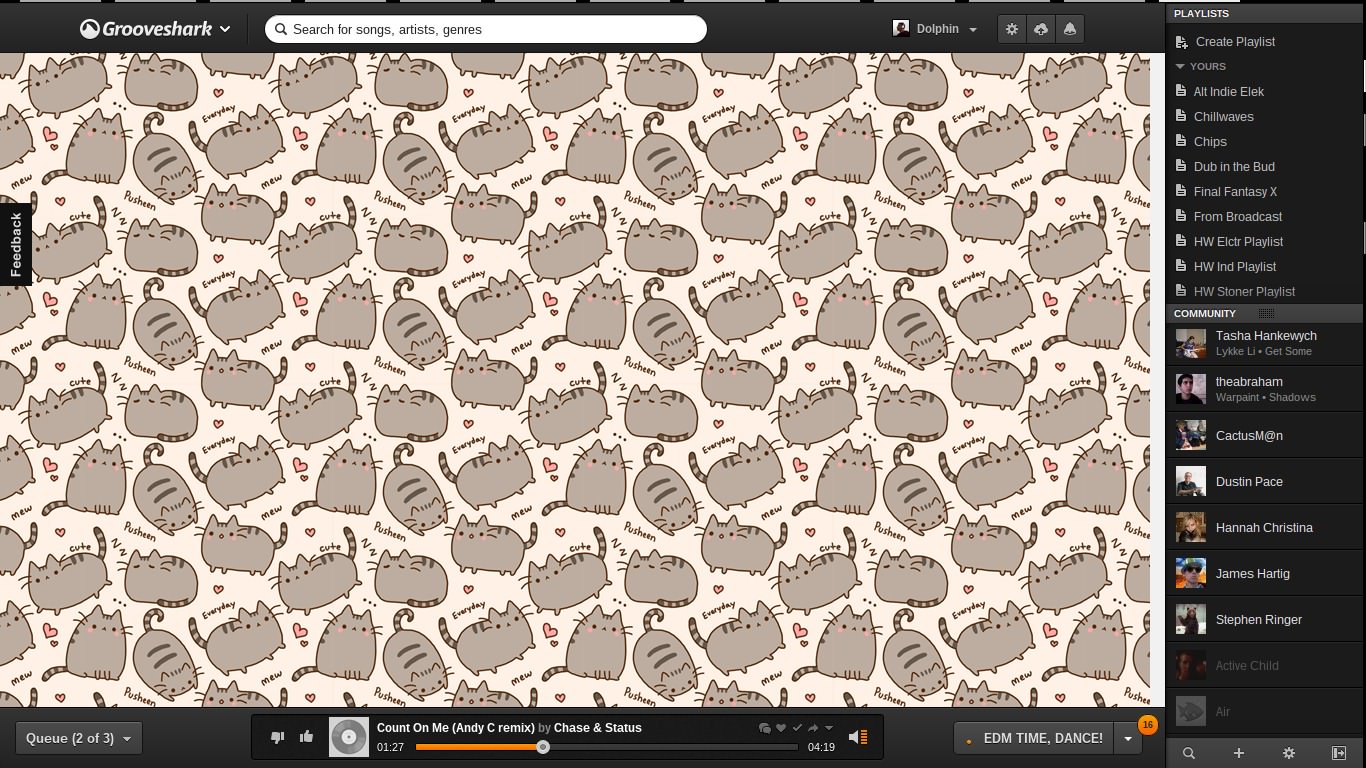 Grooveshark
Search for songs, artists, genres
Dolphin
PLAYLISTS
Create Playlist
YOURS
Alt Indie Elek
Chillwaves
Chips
Dub in the Bud
Final Fantasy X
From Broadcast
HW Elctr Playlist
HW Ind Playlist
HW Stoner Playlist
COMMUNITY
Tasha Hankewych
Lykke Li • Get Some
theabraham
Warpaint • Shadows
CactusM@n
Dustin Pace
Hannah Christina
James Hartig
Stephen Ringer
Active Child
Air
Feedback
Everyday
mew
Pusheen
cute
zzz
Queue (2 of 3)
Count On Me (Andy C remix) by Chase & Status
01:27
04:19
EDM TIME, DANCE!
16